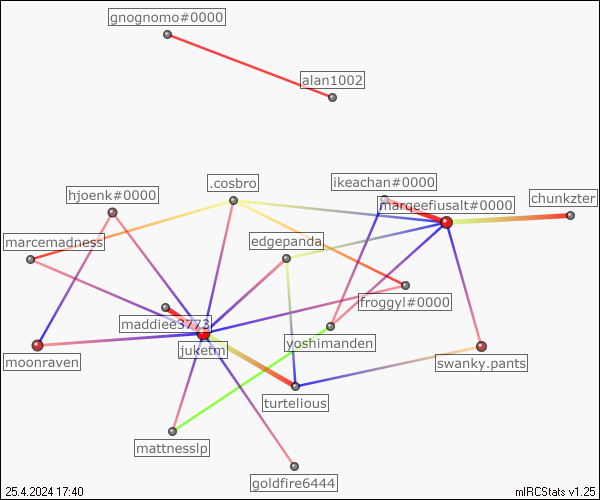 gnognomo#0000
alan1002
ikeachan#0000
.cosbro
hjoenk#0000
chunkzter
marqeefiusalt#0000
marcemadness
edgepanda
froggyl#0000
maddiee3773
juketm
yoshimanden
moonraven
swanky.pants
turtelious
mattnesslp
goldfire6444
25.4.2024 17:40
mIRCStats v1.25